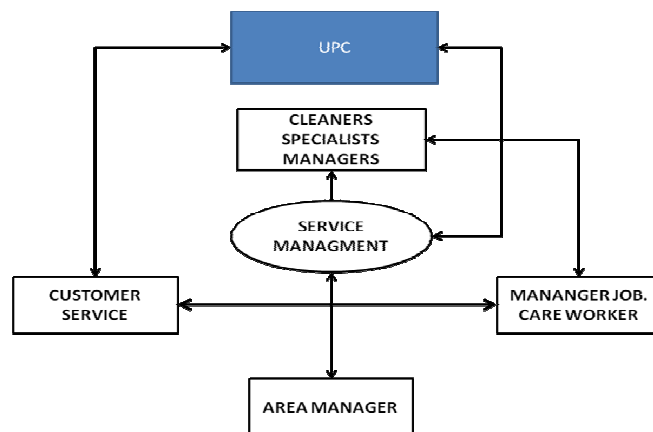 UPC
CLEANERS
SPECIALISTS
MANAGERS
SERVICE
MANAGMENT
CUSTOMER
SERVICE
MANANGER JOB.
CARE WORKER
AREA MANAGER